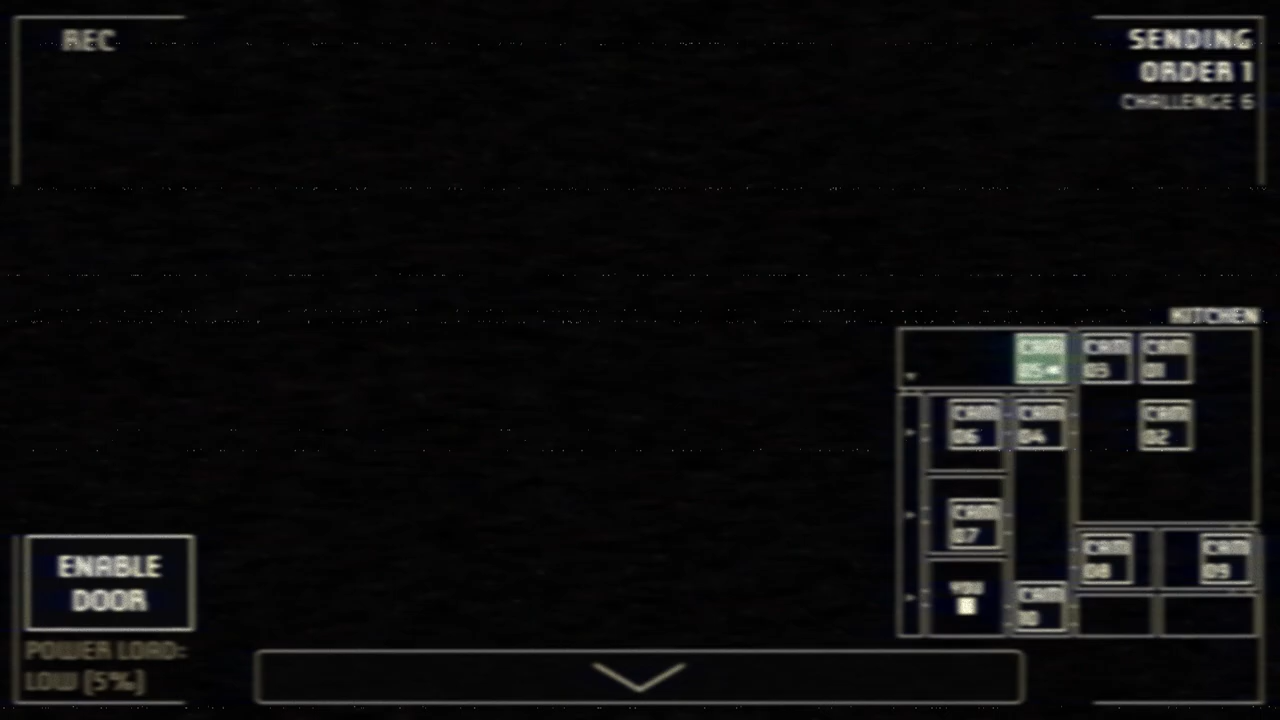 REC
SENDING
ORDER 1
CHALLENGE 6
KITCHEN
CAM
05
CAM
03
CAM
01
CAM
06
CAM
04
CAM
02
CAM
07
CAM
08
CAM
09
YOU
CAM
10
ENABLE
DOOR
POWER LOAD:
LOW (5%)